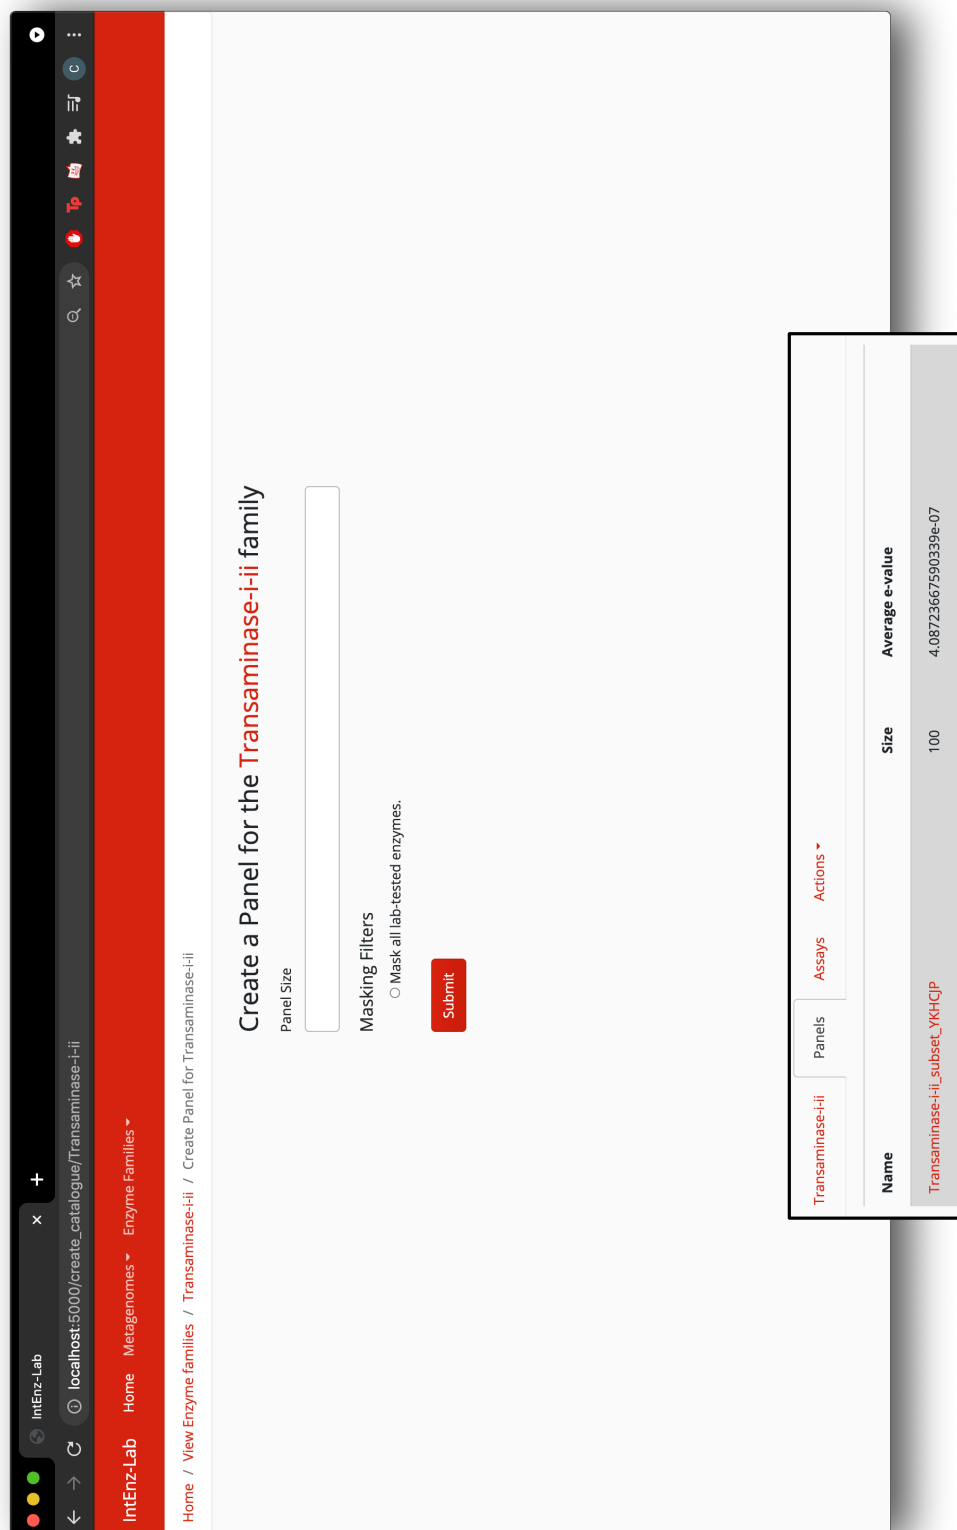 IntEnz-Lab
localhost:5000/create_catalogue/Transaminase-i-ii
IntEnz-Lab Home Metagenomes Enzyme Families
Home / View Enzyme families / Transaminase-i-ii / Create Panel for Transaminase-i-ii
Create a Panel for the Transaminase-i-ii family
Panel Size
Masking Filters
Mask all lab-tested enzymes.
Submit
Transaminase-i-ii Panels Assays Actions
Name Size Average e-value
Transaminase-i-ii_subset_YKHCJP 100 4.0872366759033​9e-07